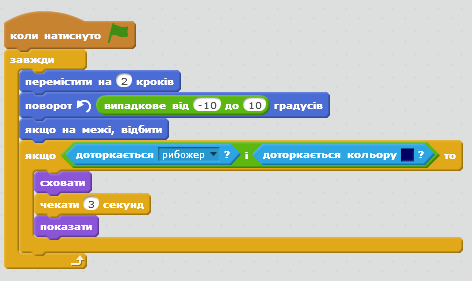 коли натиснуто
завжди
перемістити на 2 кроків
поворот випадкове від -10 до 10 градусів
якщо на межі, відбити
якщо доторкається рибожер ? і доторкається кольору ? то
сховати
чекати 3 секунд
показати